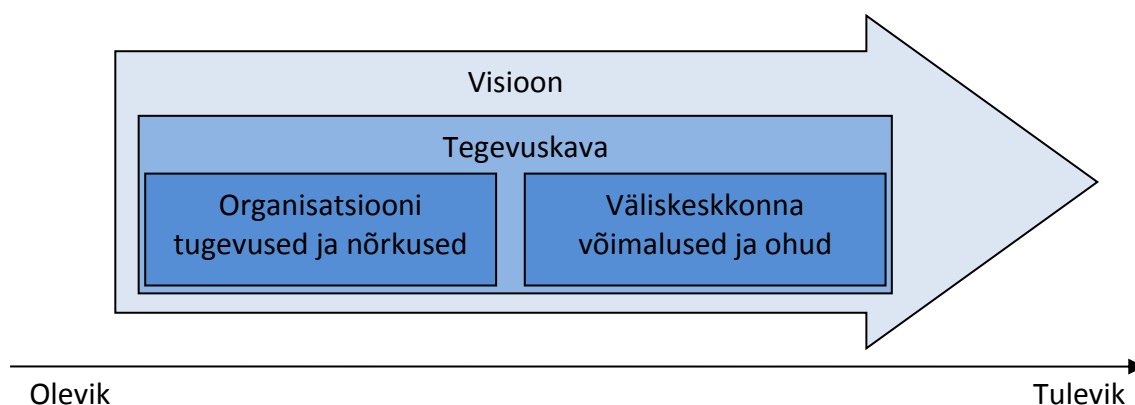 Visioon
Tegevuskava
Organisatsiooni
tugevused ja nõrkused
Väliskeskkonna
võimalused ja ohud
Olevik
Tulevik